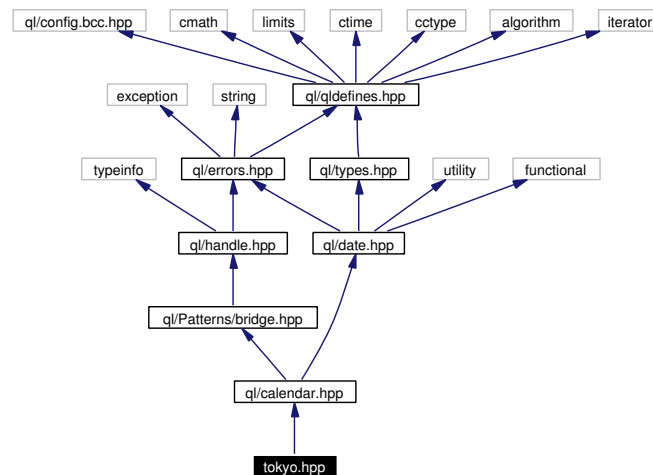 ql/config.bcc.hpp
cmath
limits
ctime
cctype
algorithm
iterator
exception
string
ql/qldefines.hpp
typeinfo
ql/errors.hpp
ql/types.hpp
utility
functional
ql/handle.hpp
ql/date.hpp
ql/Patterns/bridge.hpp
ql/calendar.hpp
tokyo.hpp